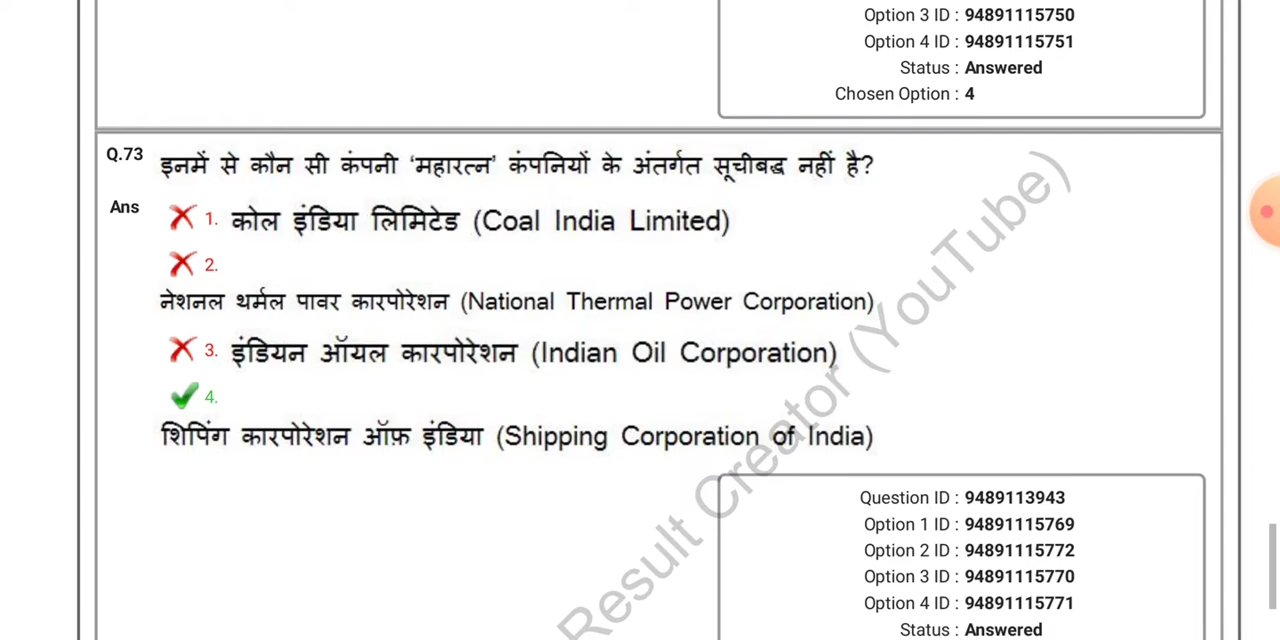 Option 3 ID : 94891115750
Option 4 ID : 94891115751
Status : Answered
Chosen Option : 4
Q.73 इनमें से कौन सी कंपनी ‘महारत्न’ कंपनियों के अंतर्गत सूचीबद्ध नहीं है?
Ans
1. कोल इंडिया लिमिटेड (Coal India Limited)
2.
नेशनल थर्मल पावर कारपोरेशन (National Thermal Power Corporation)
3. इंडियन ऑयल कारपोरेशन (Indian Oil Corporation)
4.
शिपिंग कारपोरेशन ऑफ़ इंडिया (Shipping Corporation of India)
Result Creator (YouTube)
Question ID : 9489113943
Option 1 ID : 94891115769
Option 2 ID : 94891115772
Option 3 ID : 94891115770
Option 4 ID : 94891115771
Status : Answered